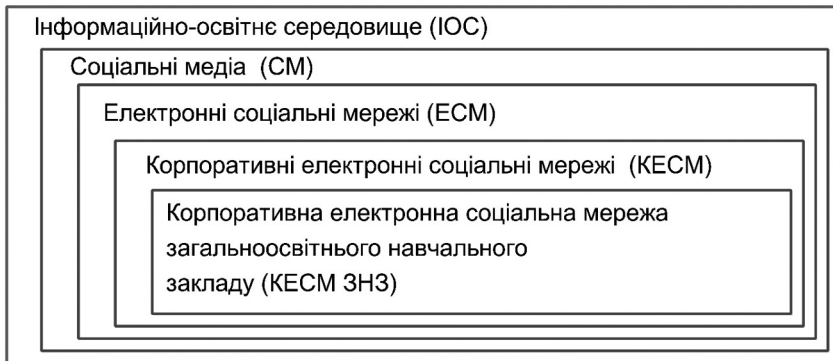 Інформаційно-освітнє середовище (ІОС)
Соціальні медіа (СМ)
Електронні соціальні мережі (ЕСМ)
Корпоративні електронні соціальні мережі (КЕСМ)
Корпоративна електронна соціальна мережа
загальноосвітнього навчального
закладу (КЕСМ ЗНЗ)